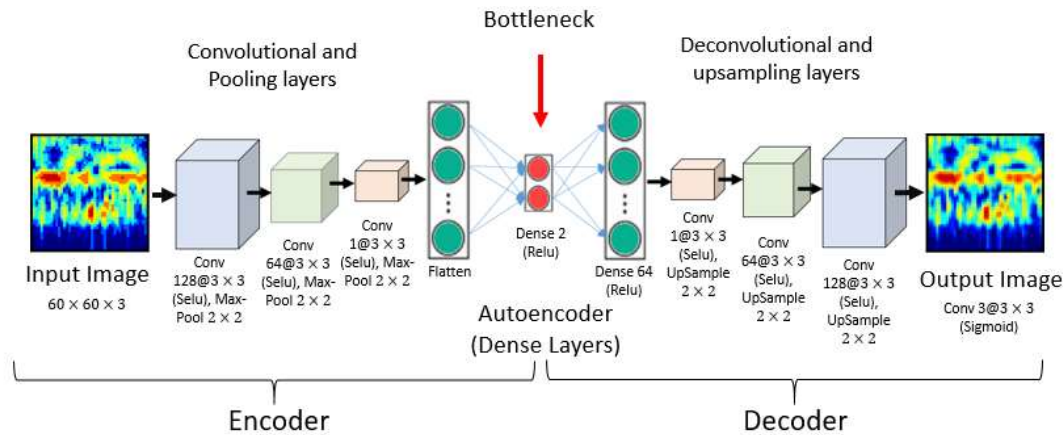 Bottleneck
Convolutional and
Pooling layers
Deconvolutional and
upsampling layers
Input Image
60 × 60 × 3
Conv
128@3 × 3
(Selu), Max-
Pool 2 × 2
Conv
64@3 × 3
(Selu), Max-
Pool 2 × 2
Conv
1@3 × 3
(Selu), Max-
Pool 2 × 2
Flatten
Dense 2
(Relu)
Autoencoder
(Dense Layers)
Dense 64
(Relu)
Conv
1@3 × 3
(Selu),
UpSample
2 × 2
Conv
64@3 × 3
(Selu),
UpSample
2 × 2
Conv
128@3 × 3
(Selu),
UpSample
2 × 2
Output Image
Conv 3@3 × 3
(Sigmoid)
Encoder
Decoder